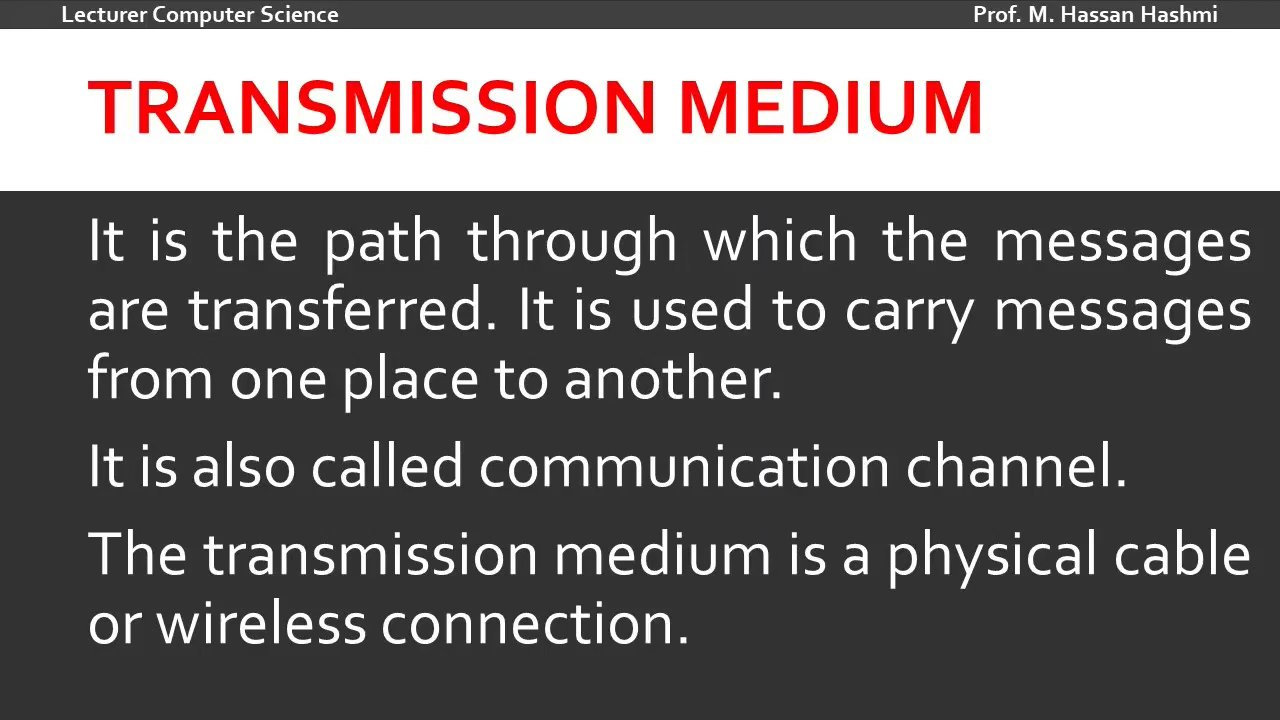 Lecturer Computer Science Prof. M. Hassan Hashmi
TRANSMISSION MEDIUM
It is the path through which the messages
are transferred. It is used to carry messages
from one place to another.
It is also called communication channel.
The transmission medium is a physical cable
or wireless connection.